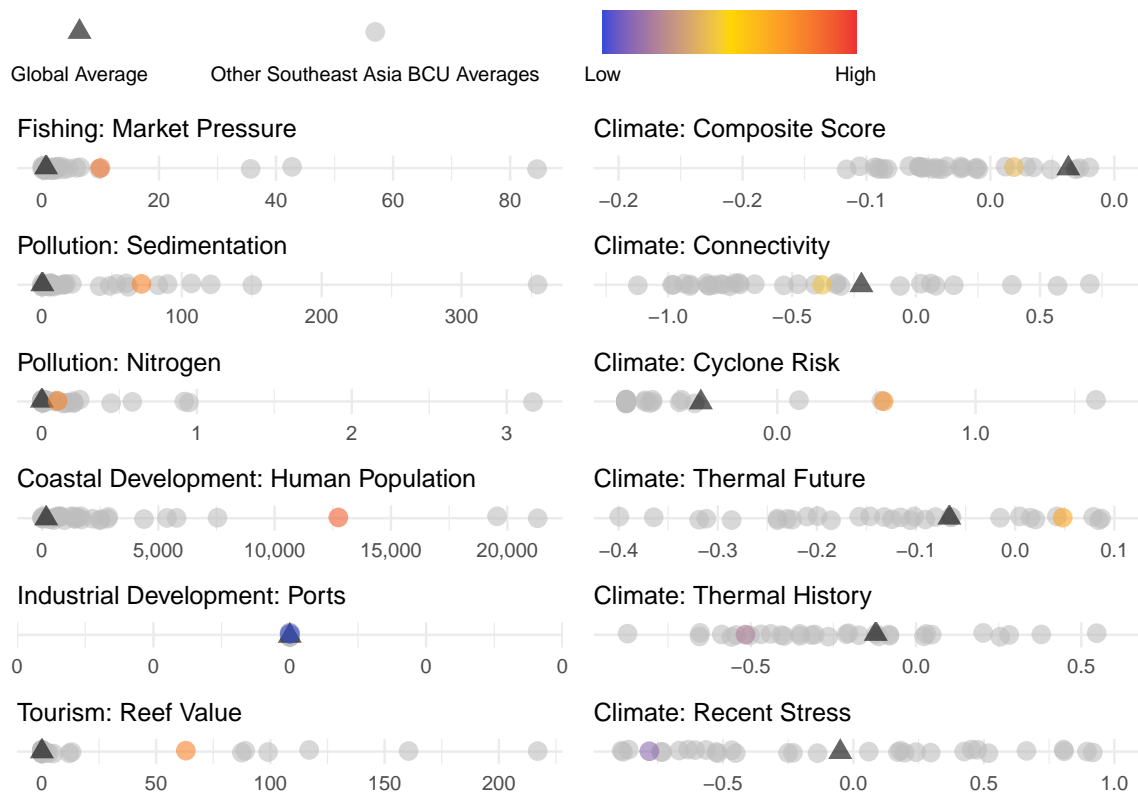 Global Average
Other Southeast Asia BCU Averages
Low
High
Fishing: Market Pressure
0 20 40 60 80
Climate: Composite Score
−0.2 −0.2 −0.1 0.0 0.0
Pollution: Sedimentation
0 100 200 300
Climate: Connectivity
−1.0 −0.5 0.0 0.5
Pollution: Nitrogen
0 1 2 3
Climate: Cyclone Risk
0.0 1.0
Coastal Development: Human Population
0 5,000 10,000 15,000 20,000
Climate: Thermal Future
−0.4 −0.3 −0.2 −0.1 0.0 0.1
Industrial Development: Ports
0 0 0 0 0
Climate: Thermal History
−0.5 0.0 0.5
Tourism: Reef Value
0 50 100 150 200
Climate: Recent Stress
−0.5 0.0 0.5 1.0